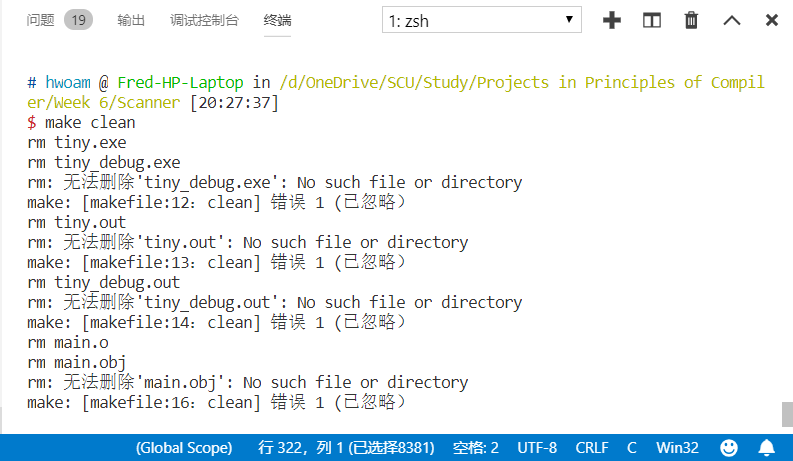 问题 19 输出 调试控制台 终端 1: zsh
# hwoam @ Fred-HP-Laptop in /d/OneDrive/SCU/Study/Projects in Principles of Compil
er/Week 6/Scanner [20:27:37]
$ make clean
rm tiny.exe
rm tiny_debug.exe
rm: 无法删除'tiny_debug.exe': No such file or directory
make: [makefile:12：clean] 错误 1 (已忽略）
rm tiny.out
rm: 无法删除'tiny.out': No such file or directory
make: [makefile:13：clean] 错误 1 (已忽略）
rm tiny_debug.out
rm: 无法删除'tiny_debug.out': No such file or directory
make: [makefile:14：clean] 错误 1 (已忽略）
rm main.o
rm main.obj
rm: 无法删除'main.obj': No such file or directory
make: [makefile:16：clean] 错误 1 (已忽略）
(Global Scope) 行 322，列 1 (已选择8381) 空格: 2 UTF-8 CRLF C Win32